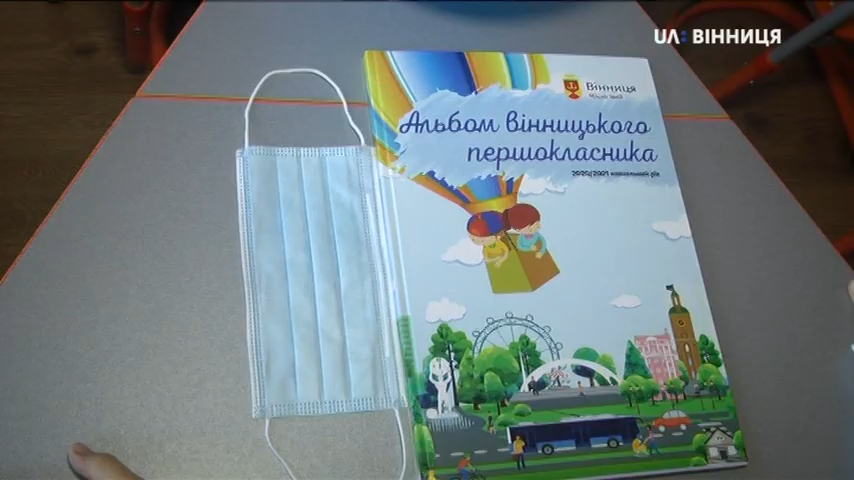 UA: ВІННИЦЯ
Вінниця
Альбом вінницького
першокласника
2020/2021 навчальний рік